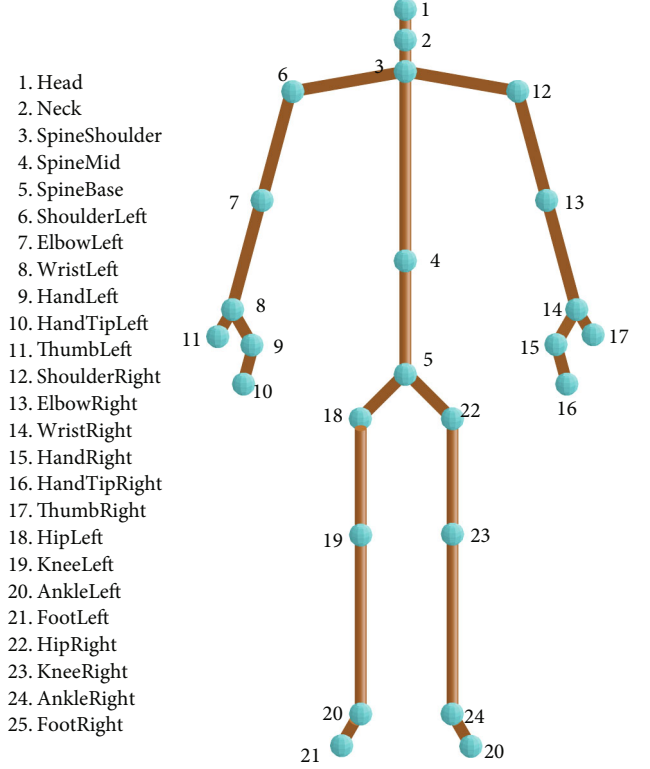 1. Head
2. Neck
3. SpineShoulder
4. SpineMid
5. SpineBase
6. ShoulderLeft
7. ElbowLeft
8. WristLeft
9. HandLeft
10. HandTipLeft
11. ThumbLeft
12. ShoulderRight
13. ElbowRight
14. WristRight
15. HandRight
16. HandTipRight
17. ThumbRight
18. HipLeft
19. KneeLeft
20. AnkleLeft
21. FootLeft
22. HipRight
23. KneeRight
24. AnkleRight
25. FootRight
1
2
3
6
12
7
13
4
8
14
11
9
15
17
10
16
5
18
22
19
23
20
24
21
20